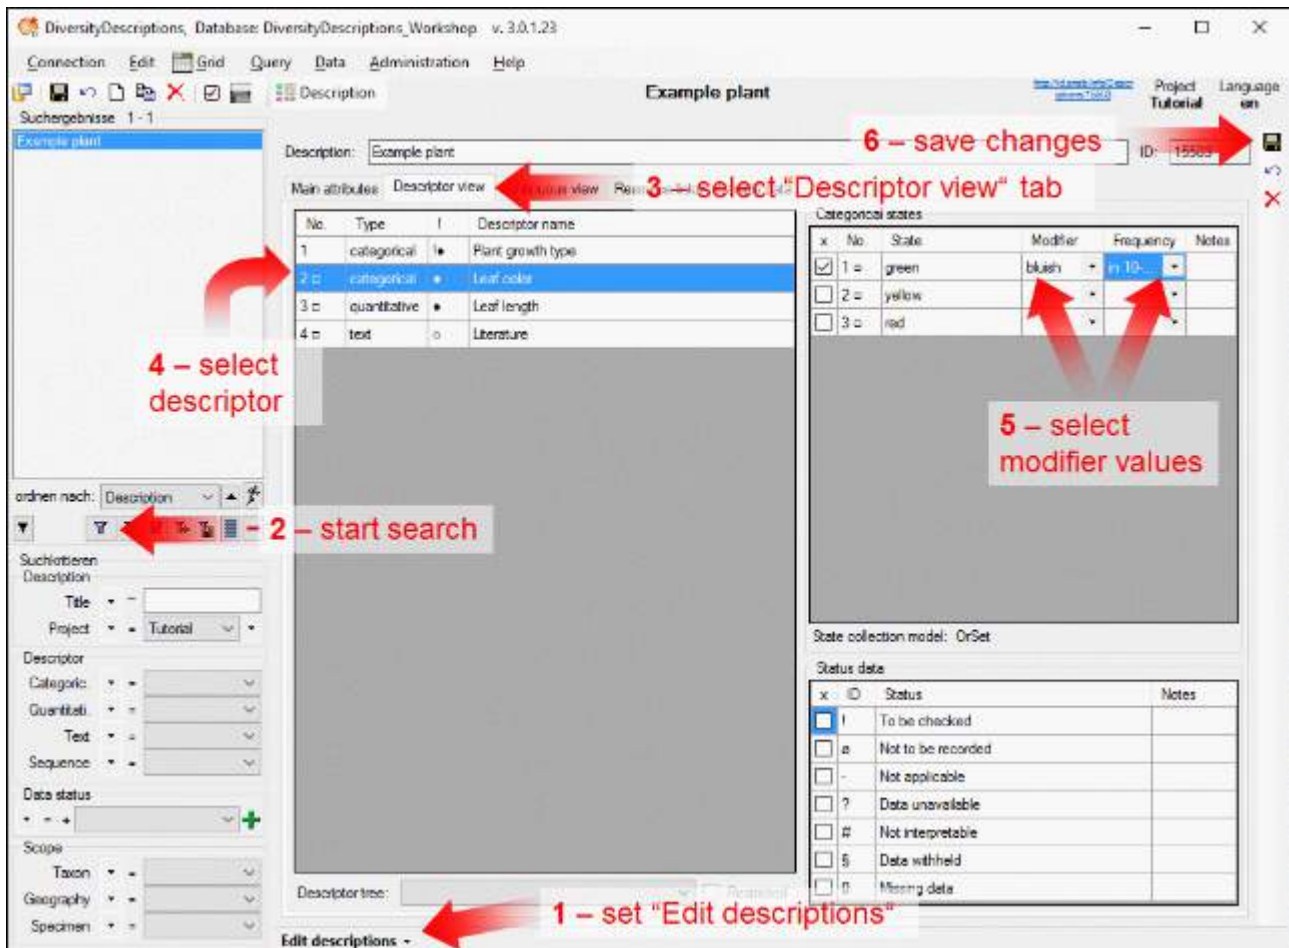 DiversityDescriptions, Database: DiversityDescriptions_Workshop v. 3.0.1.23
Connection Edit Grid Query Data Administration Help
Description
Example plant
Project
Tutorial
Language
en
Suchergebnisse 1 - 1
Example plant
6 – save changes
Description: Example plant
ID: 15503
Main attributes Descriptor view view
3 – select "Descriptor view" tab
No. Type ! Descriptor name
1 categorical !● Plant growth type
2 □ categorical ● Leaf color
3 □ quantitative ● Leaf length
4 □ text ○ Literature
Categorical states
x No. State Modifier Frequency Notes
1 □ green bluish in 10-...
2 □ yellow
3 □ red
4 – select
descriptor
5 – select
modifier values
ordnen nach: Description
2 – start search
Suchkriterien
Description
Title ~
Project = Tutorial
Descriptor
Categoric. =
Quantitati. =
Text =
Sequence =
Data status
Scope
Taxon =
Geography =
Specimen =
State collection model: OrSet
Status data
x ID Status Notes
! To be checked
ø Not to be recorded
- Not applicable
? Data unavailable
# Not interpretable
§ Data withheld
Missing data
Descriptor tree:
1 – set "Edit descriptions"
Edit descriptions